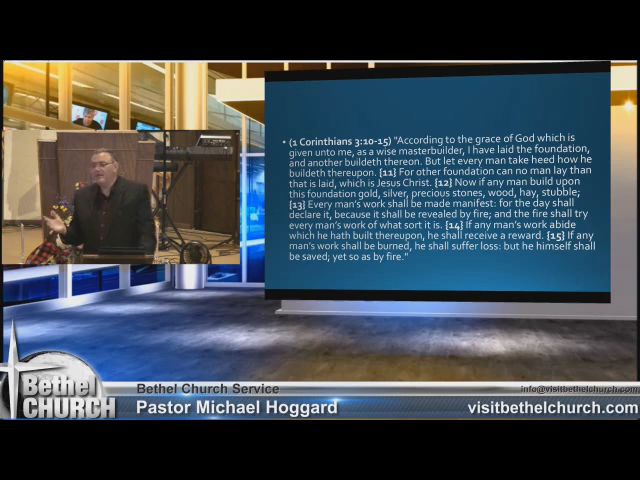 • (1 Corinthians 3:10-15) "According to the grace of God which is
given unto me, as a wise masterbuilder, I have laid the foundation,
and another buildeth thereon. But let every man take heed how he
buildeth thereupon. {11} For other foundation can no man lay than
that is laid, which is Jesus Christ. {12} Now if any man build upon
this foundation gold, silver, precious stones, wood, hay, stubble;
{13} Every man's work shall be made manifest: for the day shall
declare it, because it shall be revealed by fire; and the fire shall try
every man's work of what sort it is. {14} If any man's work abide
which he hath built thereupon, he shall receive a reward. {15} If any
man's work shall be burned, he shall suffer loss: but he himself shall
be saved; yet so as by fire."
Bethel
CHURCH
Bethel Church Service
info@visitbethelchurch.com
Pastor Michael Hoggard
visitbethelchurch.com